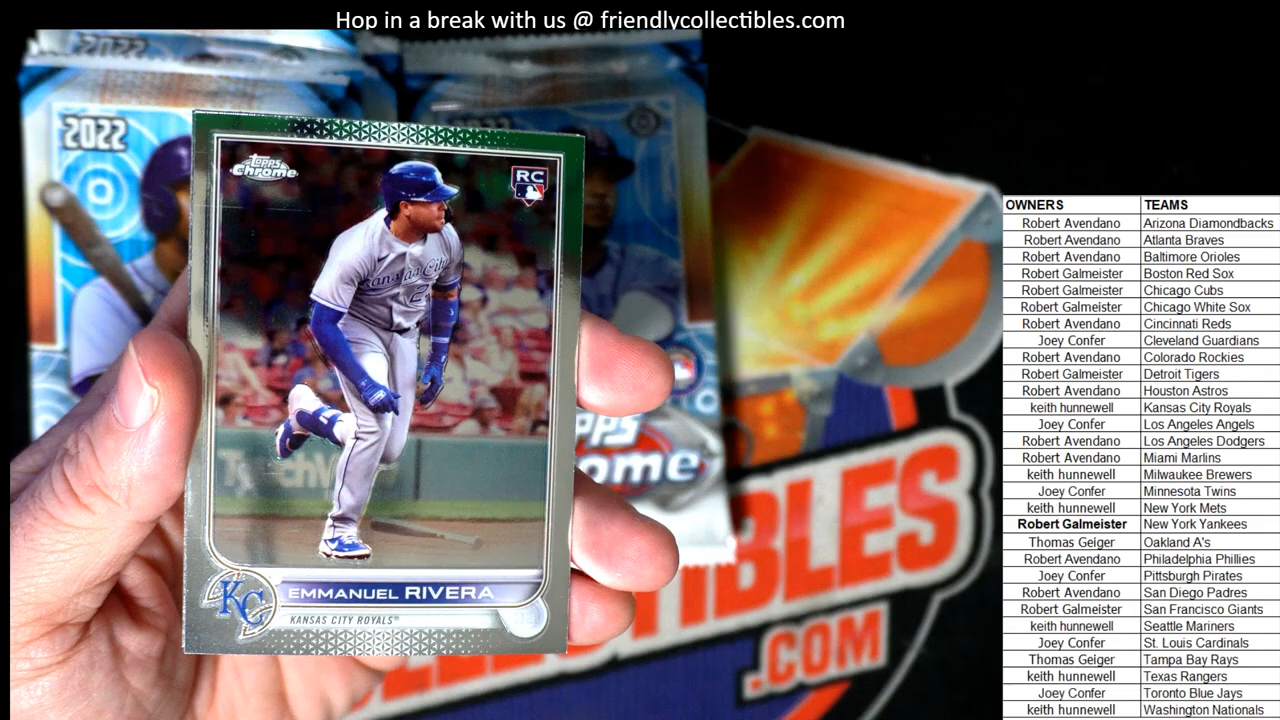 Hop in a break with us @ friendlycollectibles.com
2022
2022
TOPPS
Chrome
RC
EMMANUEL RIVERA
KANSAS CITY ROYALS®
KC
Kansas City
2
BIBLES
.COM
OWNERS TEAMS
Robert Avendano Arizona Diamondbacks
Robert Avendano Atlanta Braves
Robert Avendano Baltimore Orioles
Robert Galmeister Boston Red Sox
Robert Galmeister Chicago Cubs
Robert Galmeister Chicago White Sox
Robert Avendano Cincinnati Reds
Joey Confer Cleveland Guardians
Robert Avendano Colorado Rockies
Robert Galmeister Detroit Tigers
Robert Avendano Houston Astros
keith hunnewell Kansas City Royals
Joey Confer Los Angeles Angels
Robert Avendano Los Angeles Dodgers
Robert Avendano Miami Marlins
keith hunnewell Milwaukee Brewers
Joey Confer Minnesota Twins
keith hunnewell New York Mets
Robert Galmeister New York Yankees
Thomas Geiger Oakland A's
Robert Avendano Philadelphia Phillies
Joey Confer Pittsburgh Pirates
Robert Avendano San Diego Padres
Robert Galmeister San Francisco Giants
keith hunnewell Seattle Mariners
Joey Confer St. Louis Cardinals
Thomas Geiger Tampa Bay Rays
keith hunnewell Texas Rangers
Joey Confer Toronto Blue Jays
keith hunnewell Washington Nationals